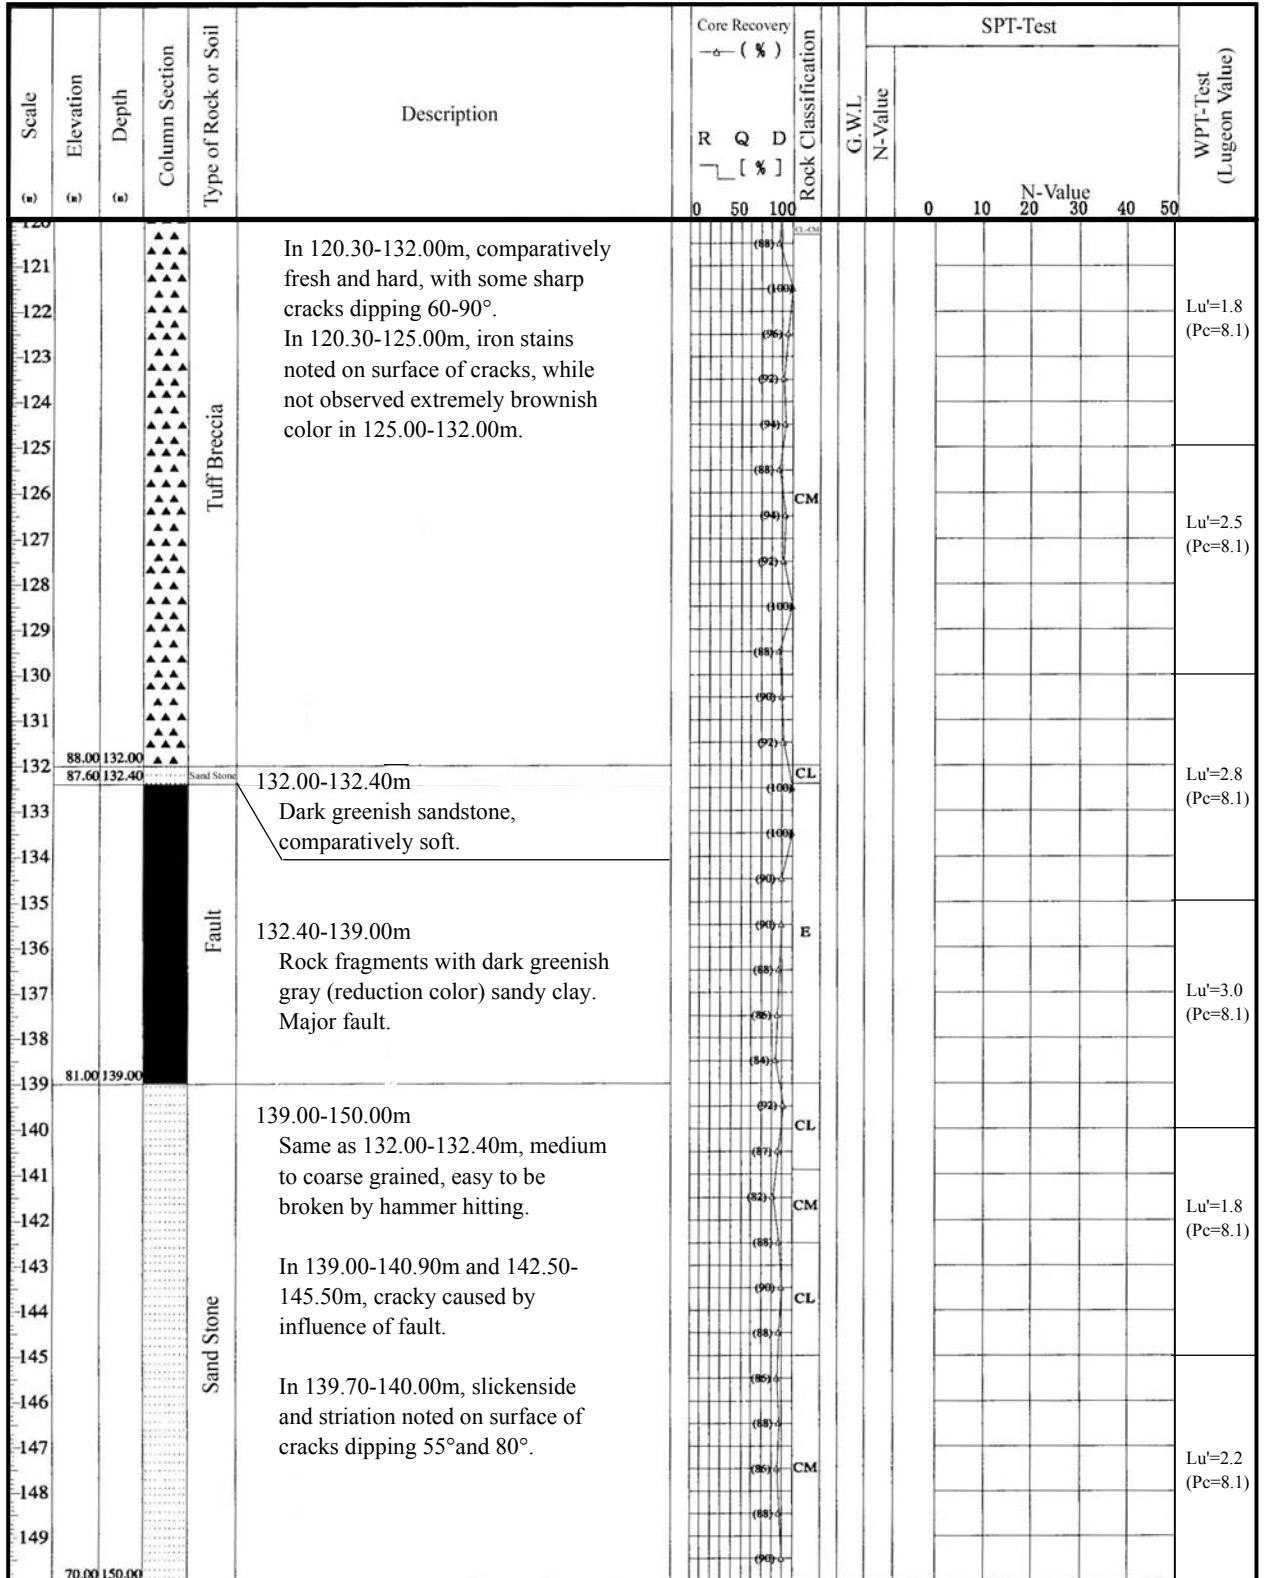 Scale
(m)
Elevation
(m)
Depth
(m)
Column Section
Type of Rock or Soil
Description
Core Recovery
( % )
R Q D
[ % ]
0 50 100
Rock Classification
G.W.L
SPT-Test
N-Value
N-Value
0 10 20 30 40 50
WPT-Test
(Lugeon Value)
120
121
122
123
124
125
126
127
128
129
130
131
132
133
134
135
136
137
138
139
140
141
142
143
144
145
146
147
148
149
88.00 132.00
87.60 132.40
81.00 139.00
70.00 150.00
Tuff Breccia
Sand Stone
Fault
Sand Stone
In 120.30-132.00m, comparatively
fresh and hard, with some sharp
cracks dipping 60-90°.
In 120.30-125.00m, iron stains
noted on surface of cracks, while
not observed extremely brownish
color in 125.00-132.00m.
132.00-132.40m
Dark greenish sandstone,
comparatively soft.
132.40-139.00m
Rock fragments with dark greenish
gray (reduction color) sandy clay.
Major fault.
139.00-150.00m
Same as 132.00-132.40m, medium
to coarse grained, easy to be
broken by hammer hitting.
In 139.00-140.90m and 142.50-
145.50m, cracky caused by
influence of fault.
In 139.70-140.00m, slickenside
and striation noted on surface of
cracks dipping 55°and 80°.
(88)
(100)
(96)
(92)
(94)
(88)
(94)
(92)
(100)
(88)
(90)
(92)
(100)
(100)
(90)
(90)
(88)
(86)
(84)
(92)
(87)
(82)
(88)
(90)
(88)
(86)
(88)
(86)
(88)
(90)
CL-CM
CM
CL
E
CL
CM
CL
CM
Lu'=1.8
(Pc=8.1)
Lu'=2.5
(Pc=8.1)
Lu'=2.8
(Pc=8.1)
Lu'=3.0
(Pc=8.1)
Lu'=1.8
(Pc=8.1)
Lu'=2.2
(Pc=8.1)